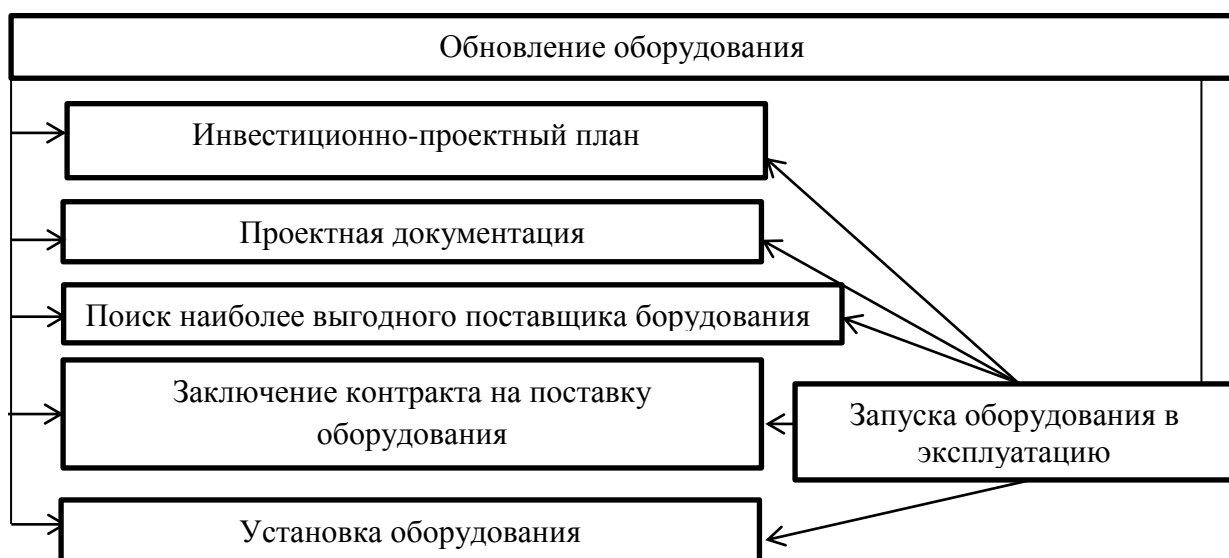 Обновление оборудования
Инвестиционно-проектный план
Проектная документация
Поиск наиболее выгодного поставщика борудования
Заключение контракта на поставку
оборудования
Запуска оборудования в
эксплуатацию
Установка оборудования